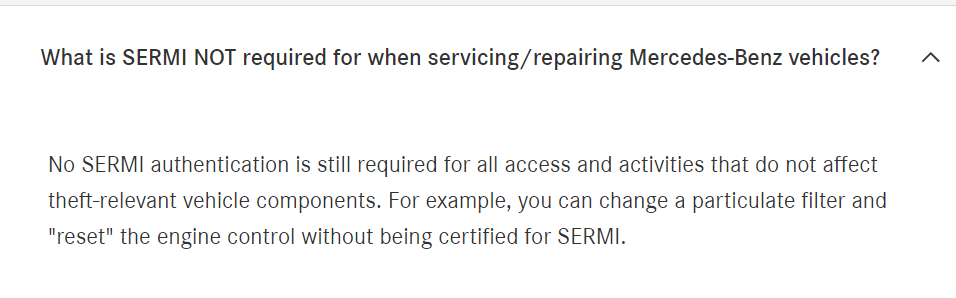 What is SERMI NOT required for when servicing/repairing Mercedes-Benz vehicles?
No SERMI authentication is still required for all access and activities that do not affect
theft-relevant vehicle components. For example, you can change a particulate filter and
"reset" the engine control without being certified for SERMI.